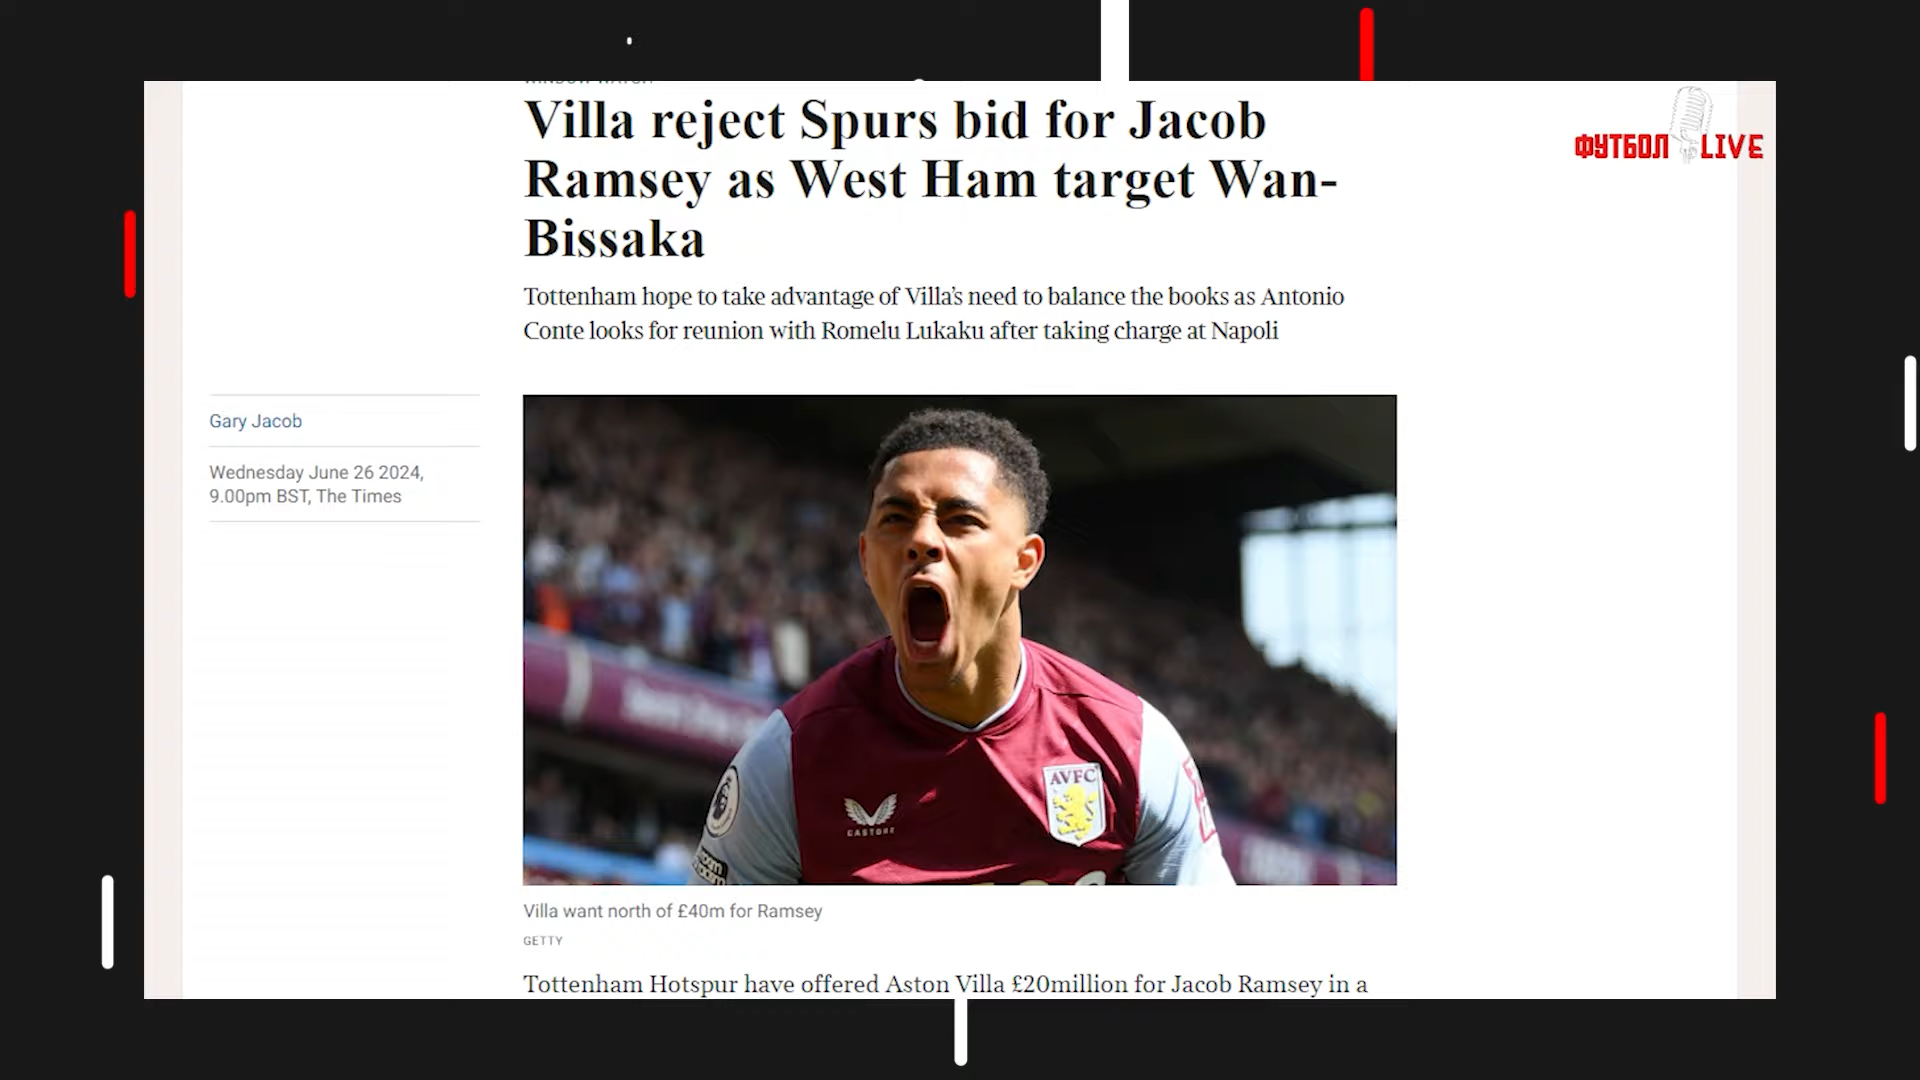 WINDOW WATCH
Villa reject Spurs bid for Jacob
Ramsey as West Ham target Wan-
Bissaka
ФУТБОЛ LIVE
Tottenham hope to take advantage of Villa's need to balance the books as Antonio
Conte looks for reunion with Romelu Lukaku after taking charge at Napoli
Gary Jacob
Wednesday June 26 2024,
9.00pm BST, The Times
AVFC
CASTORE
Villa want north of £40m for Ramsey
GETTY
Tottenham Hotspur have offered Aston Villa £20million for Jacob Ramsey in a